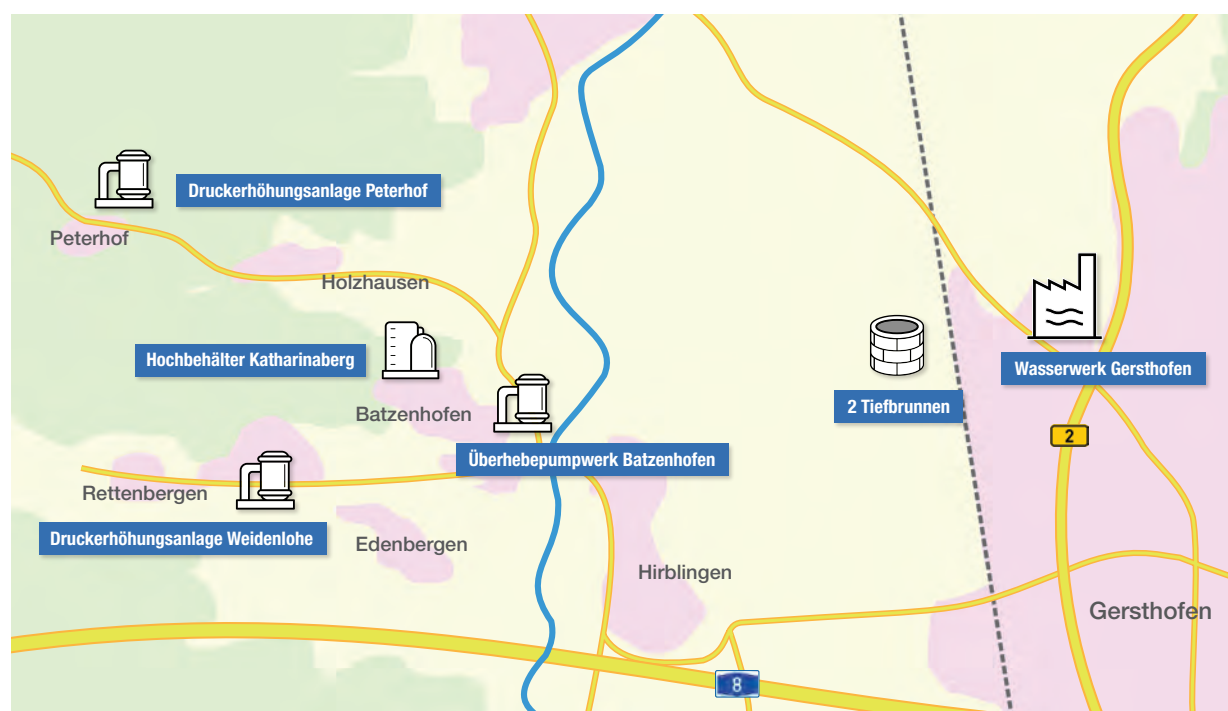 Druckerhöhungsanlage Peterhof
Peterhof
Holzhausen
Hochbehälter Katharinaberg
Wasserwerk Gersthofen
2 Tiefbrunnen
Batzenhofen
2
Überhebepumpwerk Batzenhofen
Rettenbergen
Druckerhöhungsanlage Weidenlohe
Edenbergen
Hirblingen
Gersthofen
8